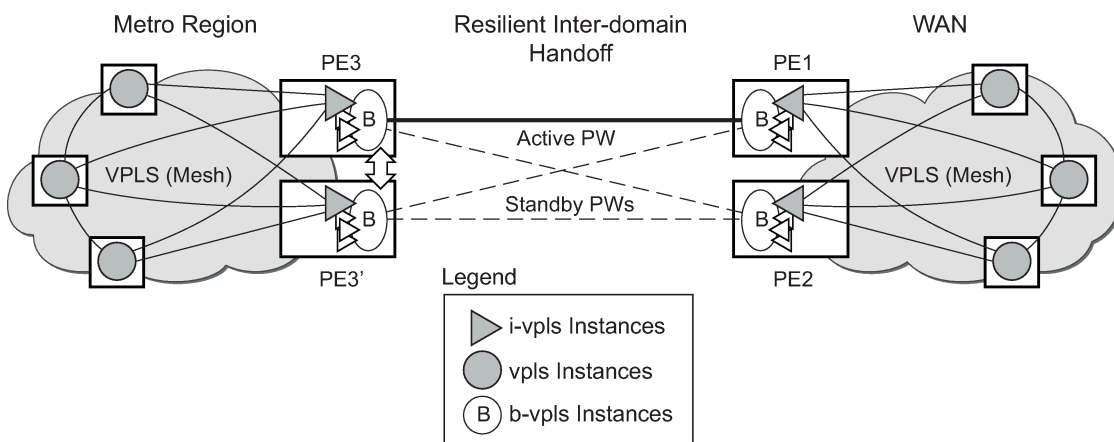 Metro Region
Resilient Inter-domain
Handoff
WAN
PE3
PE1
B
B
Active PW
VPLS (Mesh)
VPLS (Mesh)
Standby PWs
B
B
PE3’
PE2
Legend
i-vpls Instances
vpls Instances
B
b-vpls Instances